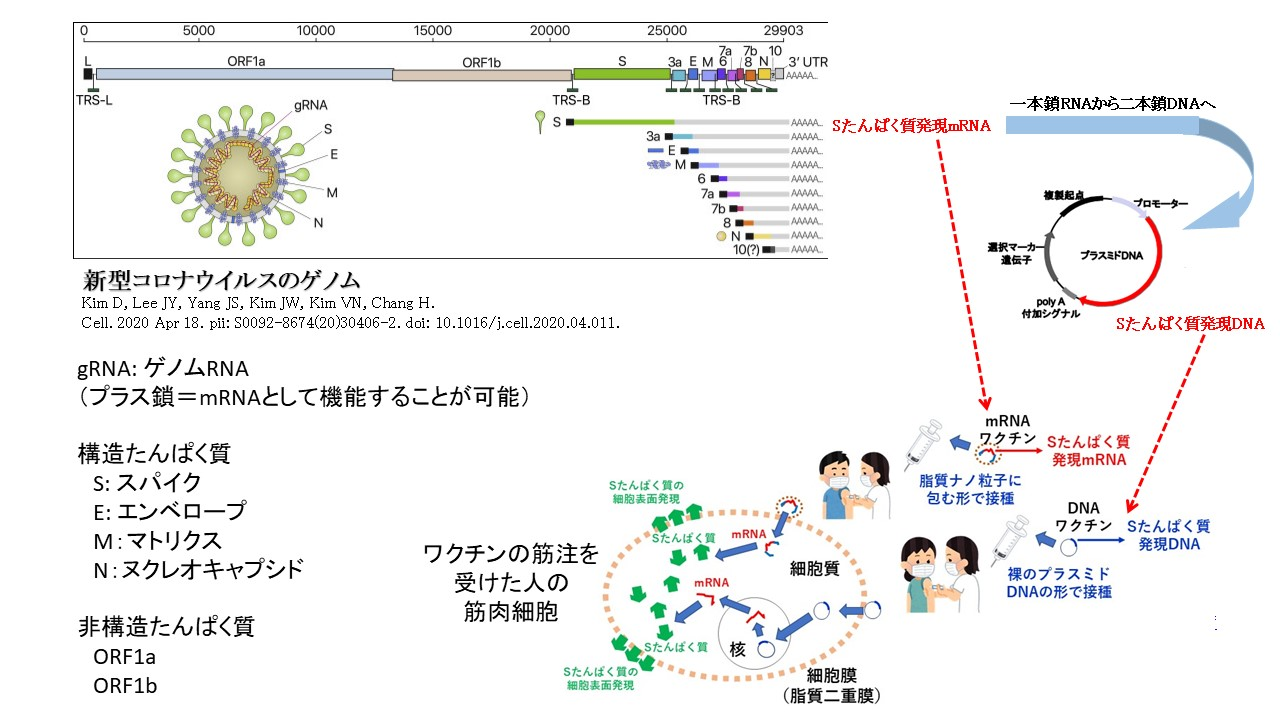 0 5000 10000 15000 20000 25000 29903
L ORF1a ORF1b S 3a E M 6 7a 7b 8 N 10 3' UTR
AAAAA...
TRS-L TRS-B TRS-B
gRNA
S
E
M
N
S AAAAA...
3a AAAAA...
E AAAAA...
M AAAAA...
6 AAAAA...
7a AAAAA...
7b AAAAA...
8 AAAAA...
N AAAAA...
10(?) AAAAA...
新型コロナウイルスのゲノム
Kim D, Lee JY, Yang JS, Kim JW, Kim VN, Chang H.
Cell. 2020 Apr 18. pii: S0092-8674(20)30406-2. doi: 10.1016/j.cell.2020.04.011.
gRNA: ゲノムRNA
（プラス鎖＝mRNAとして機能することが可能）
構造たんぱく質
S: スパイク
E: エンベロープ
M：マトリクス
N：ヌクレオキャプシド
非構造たんぱく質
ORF1a
ORF1b
一本鎖RNAから二本鎖DNAへ
Sたんぱく質発現mRNA
複製起点
プロモーター
選択マーカー
遺伝子
プラスミドDNA
poly A
付加シグナル
Sたんぱく質発現DNA
mRNA
ワクチン
Sたんぱく質
発現mRNA
脂質ナノ粒子に
包む形で接種
DNA
ワクチン
Sたんぱく質
発現DNA
裸のプラスミド
DNAの形で接種
ワクチンの筋注を
受けた人の
筋肉細胞
Sたんぱく質の
細胞表面発現
Sたんぱく質
mRNA
細胞質
mRNA
核
Sたんぱく質
Sたんぱく質の
細胞表面発現
細胞膜
（脂質二重膜）